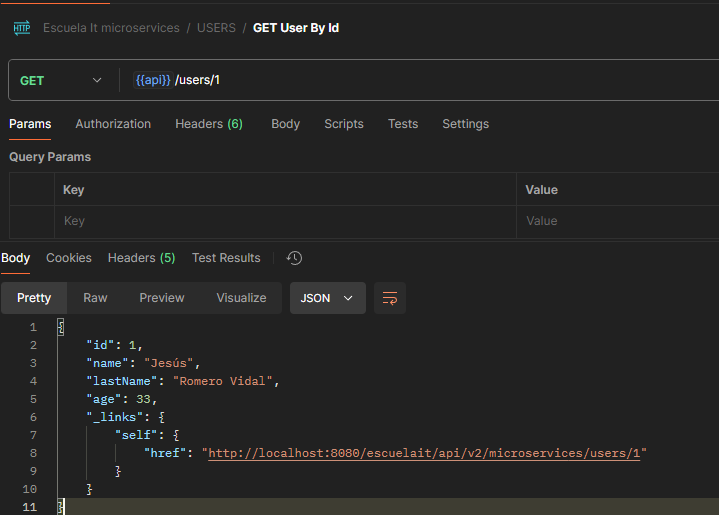 HTTP Escuela It microservices / USERS / GET User By Id
GET {{api}} /users/1
Params Authorization Headers (6) Body Scripts Tests Settings
Query Params
Key Value
Key Value
Body Cookies Headers (5) Test Results
Pretty Raw Preview Visualize JSON
1 {
2 "id": 1,
3 "name": "Jesús",
4 "lastName": "Romero Vidal",
5 "age": 33,
6 "_links": {
7 "self": {
8 "href": "http://localhost:8080/escuelait/api/v2/microservices/users/1"
9 }
10 }
11 }